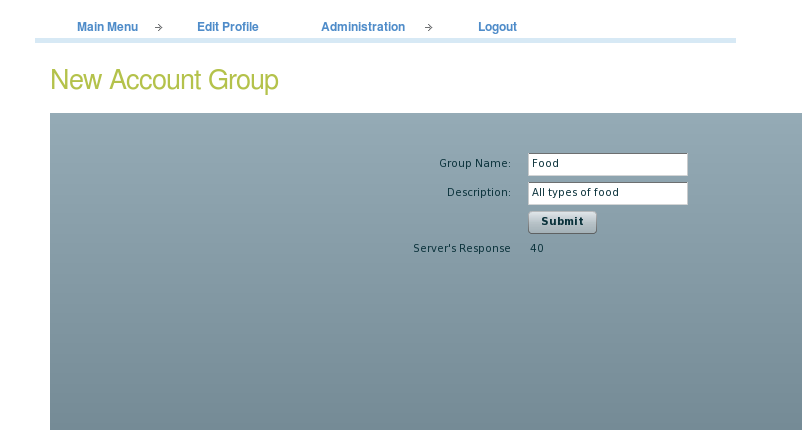 Main Menu Edit Profile Administration Logout
New Account Group
Group Name: Food
Description: All types of food
Submit
Server's Response 40